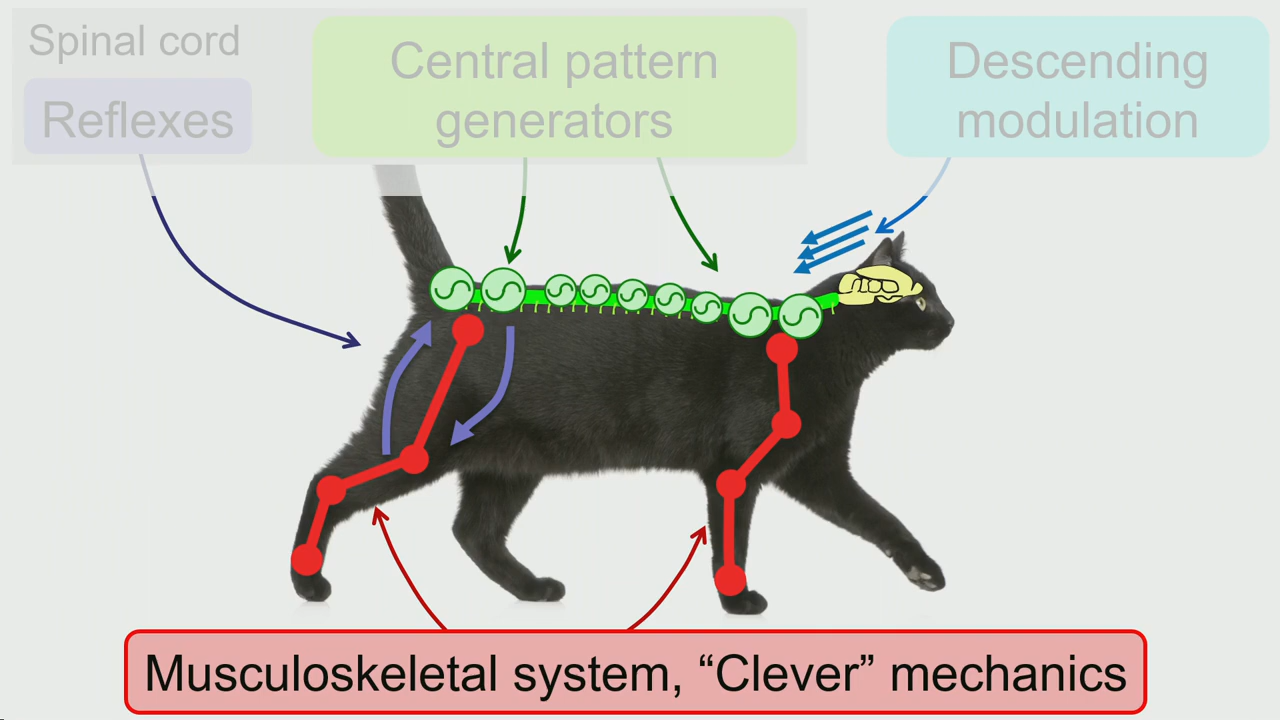 Spinal cord
Reflexes
Central pattern
generators
Descending
modulation
Musculoskeletal system, “Clever” mechanics